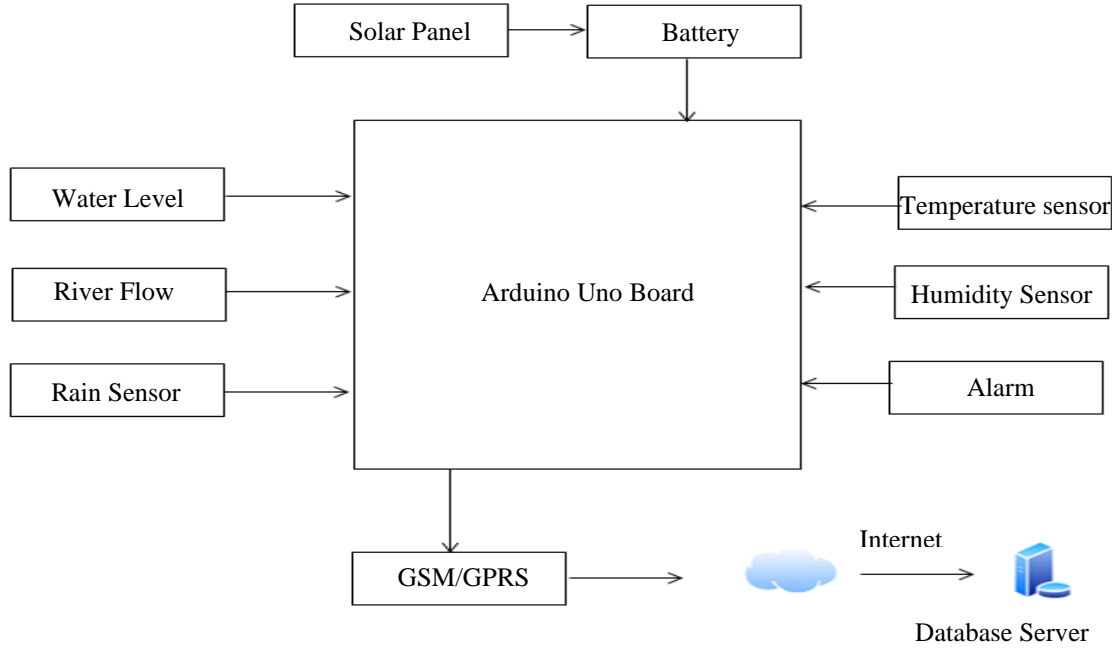 Solar Panel
Battery
Water Level
Temperature sensor
River Flow
Arduino Uno Board
Humidity Sensor
Rain Sensor
Alarm
GSM/GPRS
Internet
Database Server